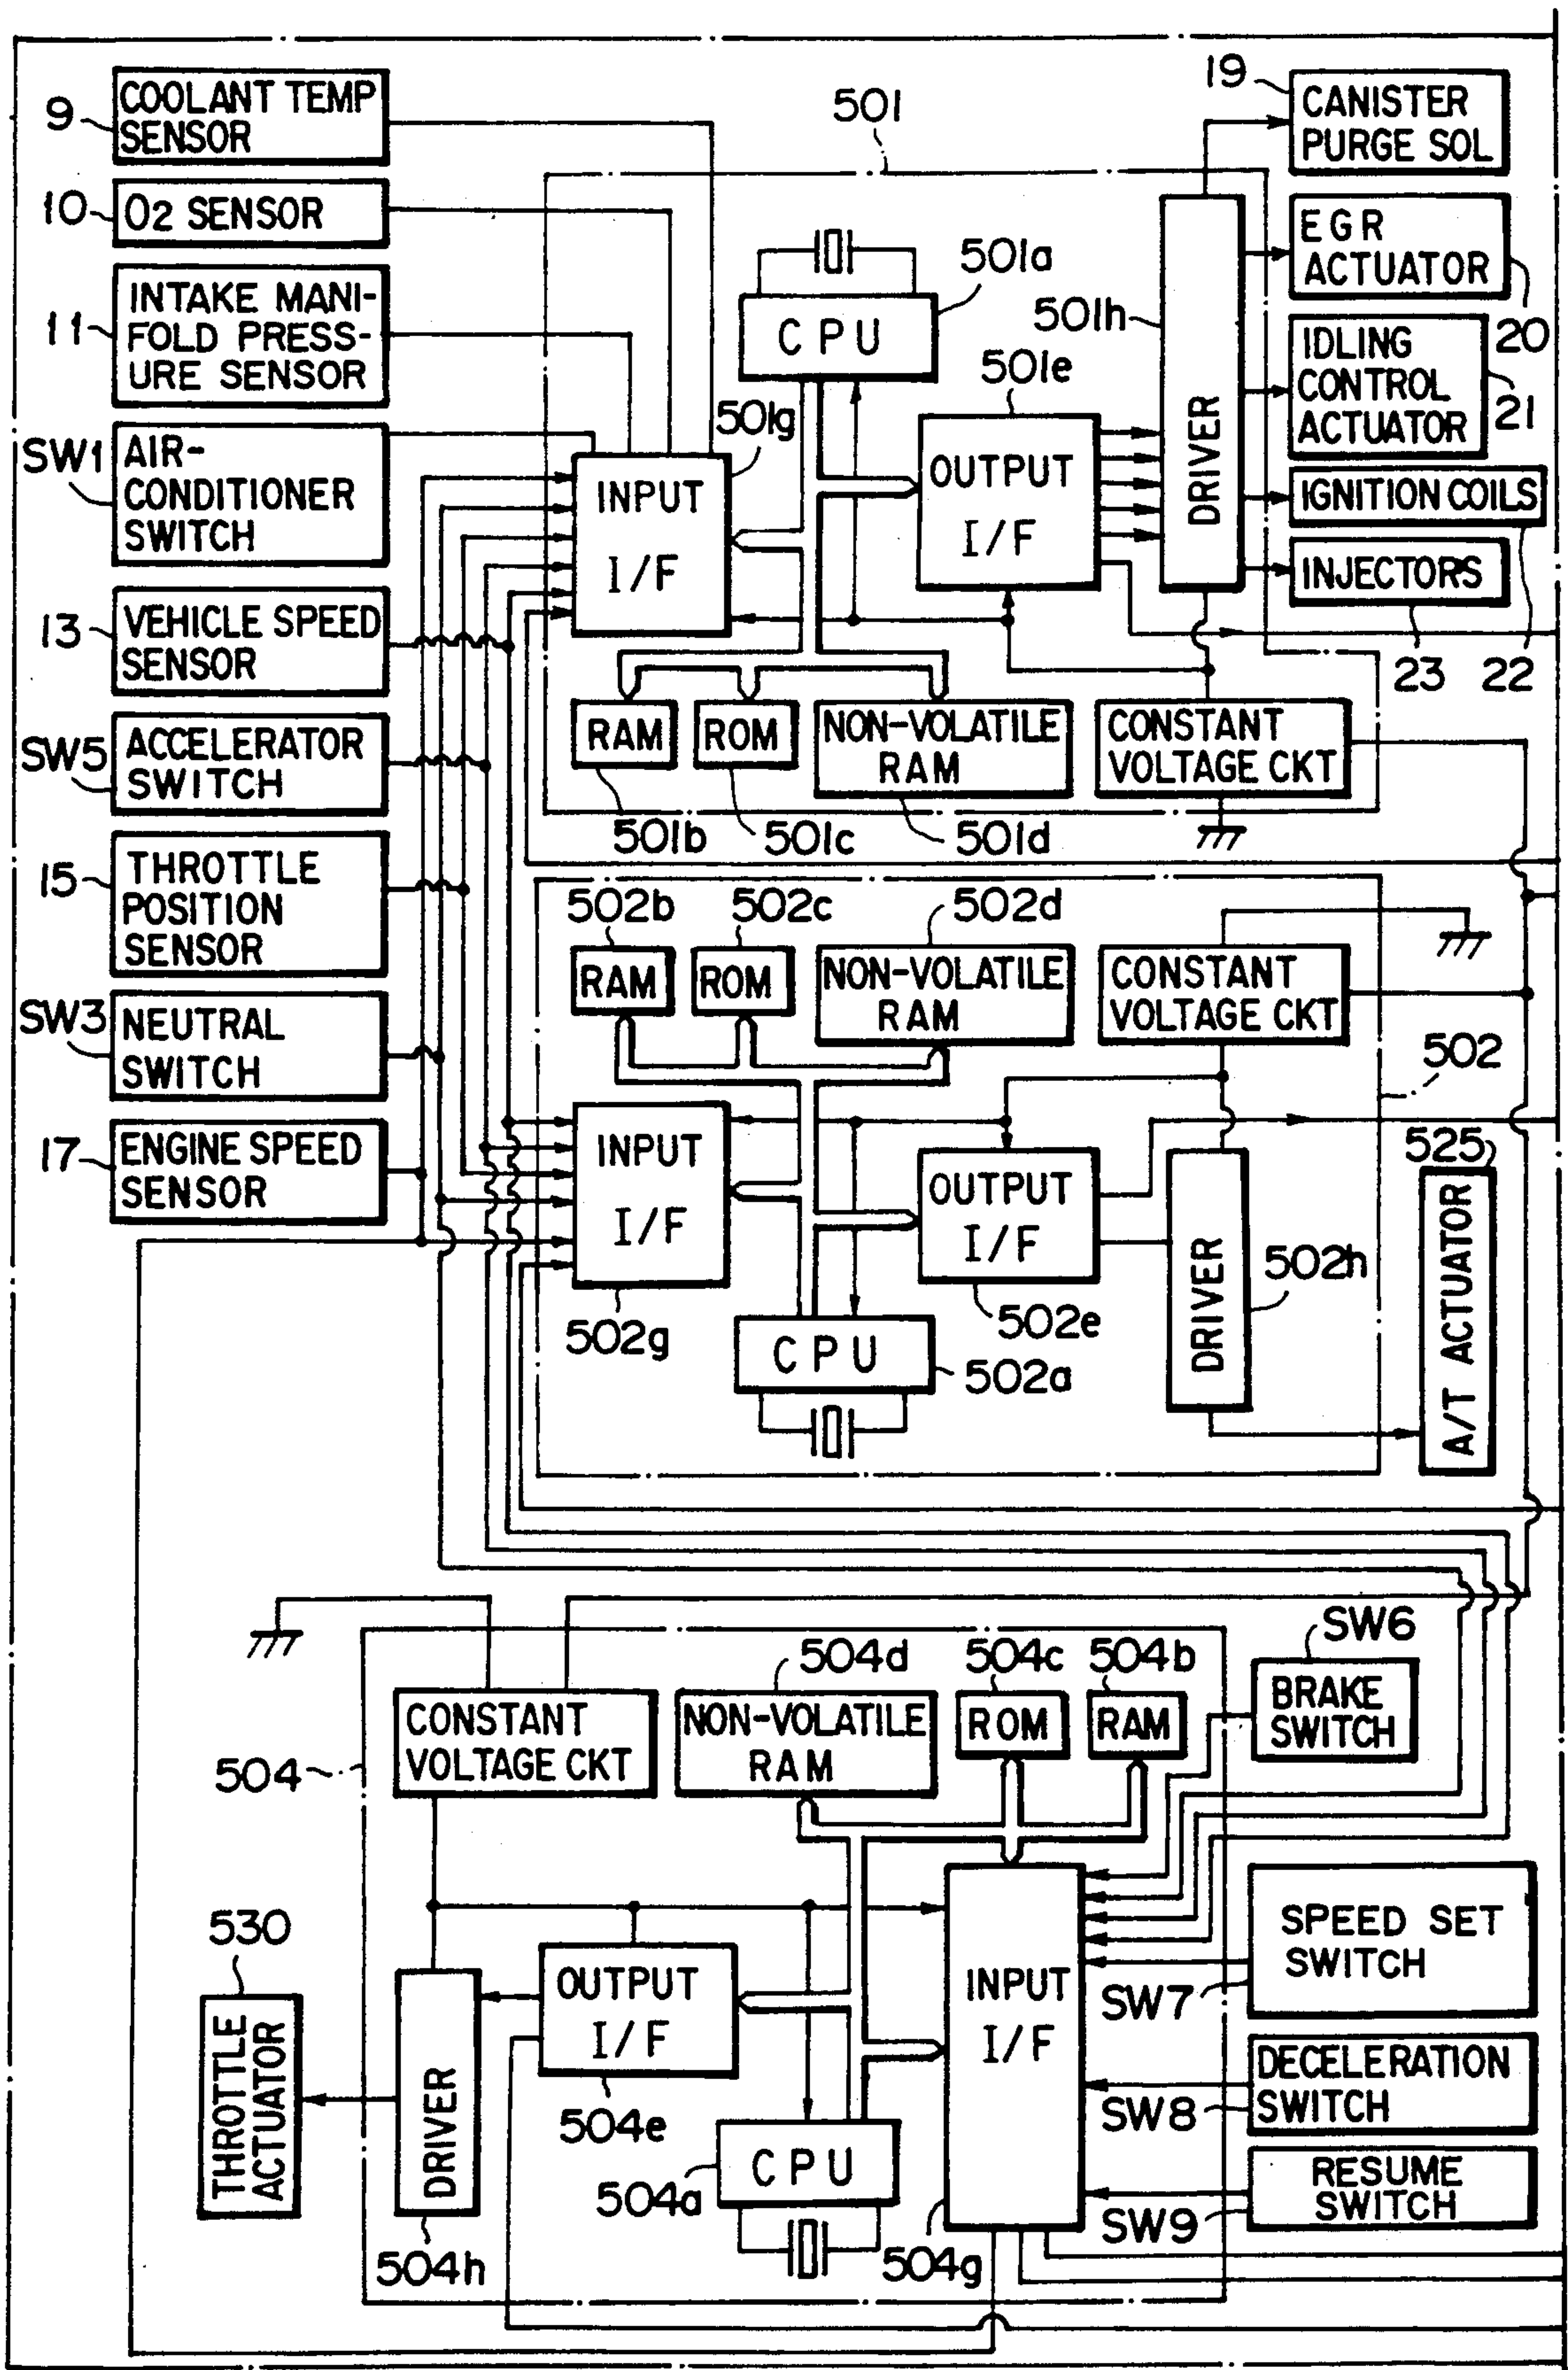 9
COOLANT TEMP
SENSOR
10
O2 SENSOR
11
INTAKE MANI-
FOLD PRESS-
URE SENSOR
SW1
AIR-
CONDITIONER
SWITCH
13
VEHICLE SPEED
SENSOR
SW5
ACCELERATOR
SWITCH
15
THROTTLE
POSITION
SENSOR
SW3
NEUTRAL
SWITCH
17
ENGINE SPEED
SENSOR
501
501a
CPU
501g
INPUT
I/F
501e
OUTPUT
I/F
501h
DRIVER
RAM
501b
ROM
501c
NON-VOLATILE
RAM
501d
CONSTANT
VOLTAGE CKT
19
CANISTER
PURGE SOL
EGR
ACTUATOR
20
IDLING
CONTROL
ACTUATOR
21
IGNITION COILS
22
INJECTORS
23
502b
RAM
502c
ROM
502d
NON-VOLATILE
RAM
CONSTANT
VOLTAGE CKT
502
INPUT
I/F
502g
OUTPUT
I/F
502e
CPU
502a
DRIVER
502h
525
A/T ACTUATOR
504
CONSTANT
VOLTAGE CKT
504d
NON-VOLATILE
RAM
504c
ROM
504b
RAM
SW6
BRAKE
SWITCH
530
THROTTLE
ACTUATOR
DRIVER
504h
OUTPUT
I/F
504e
CPU
504a
INPUT
I/F
504g
SPEED SET
SWITCH
SW7
DECELERATION
SWITCH
SW8
RESUME
SWITCH
SW9